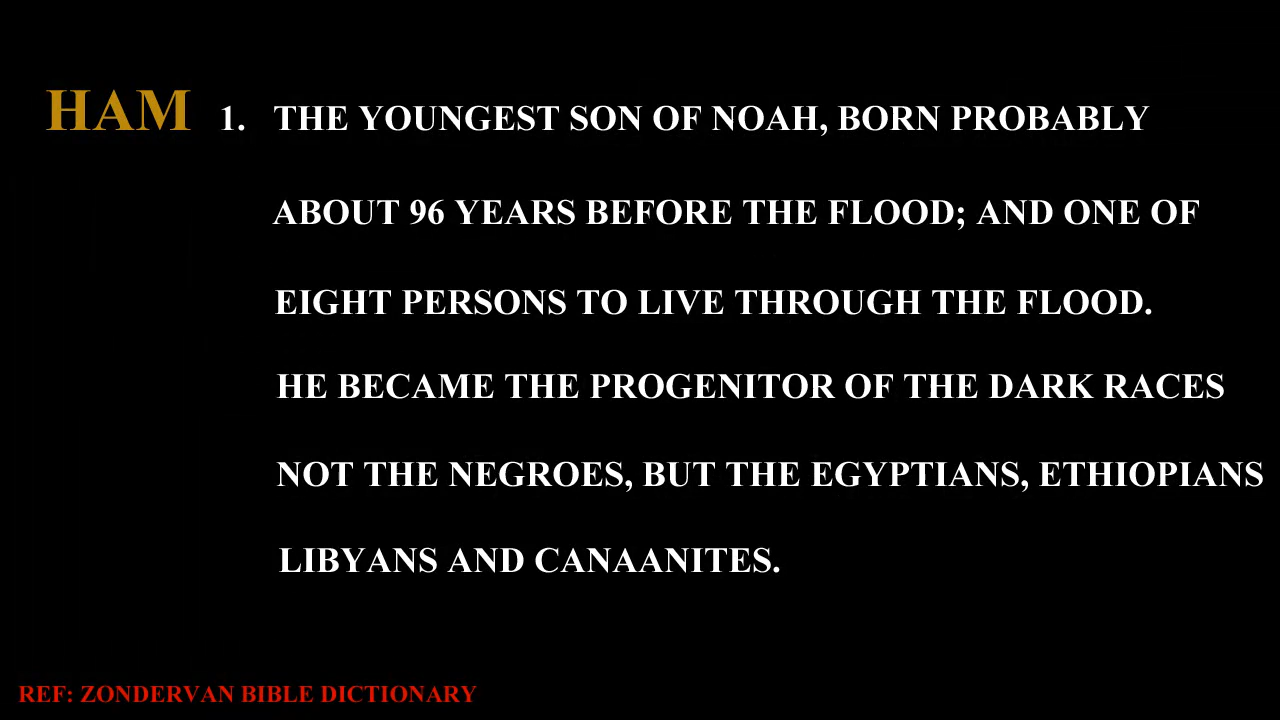 HAM 1. THE YOUNGEST SON OF NOAH, BORN PROBABLY
ABOUT 96 YEARS BEFORE THE FLOOD; AND ONE OF
EIGHT PERSONS TO LIVE THROUGH THE FLOOD.
HE BECAME THE PROGENITOR OF THE DARK RACES
NOT THE NEGROES, BUT THE EGYPTIANS, ETHIOPIANS
LIBYANS AND CANAANITES.
REF: ZONDERVAN BIBLE DICTIONARY